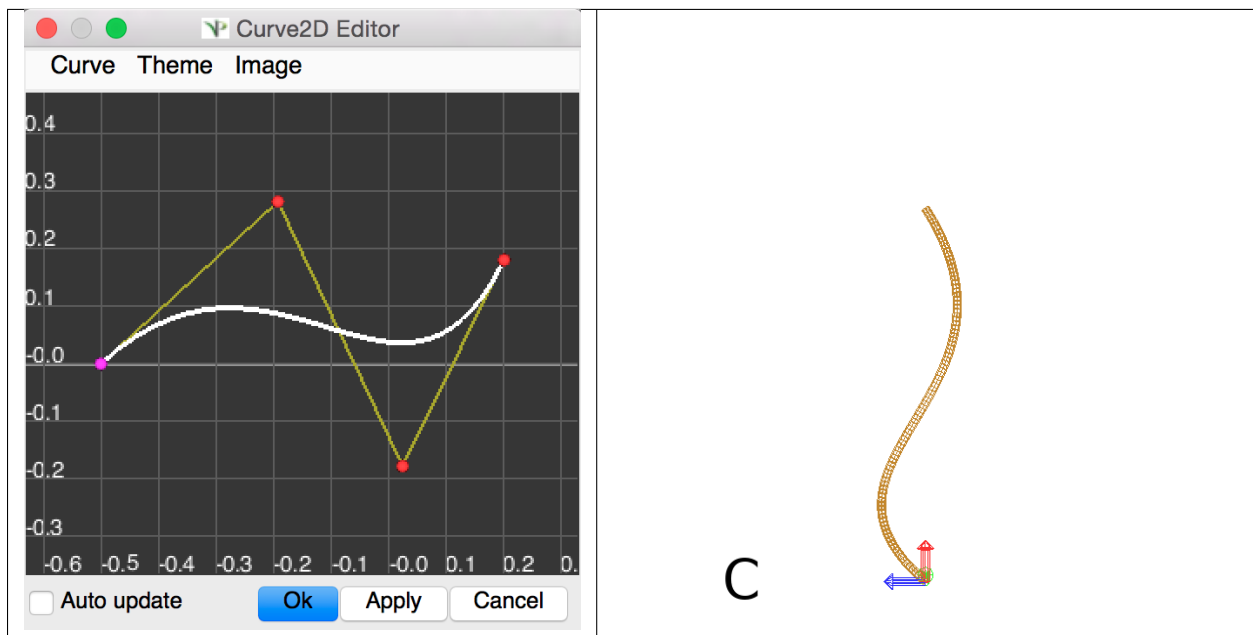 Curve2D Editor
Curve Theme Image
0.4
0.3
0.2
0.1
-0.0
-0.1
-0.2
-0.3
-0.6 -0.5 -0.4 -0.3 -0.2 -0.1 -0.0 0.1 0.2 0.
Auto update Ok Apply Cancel
C